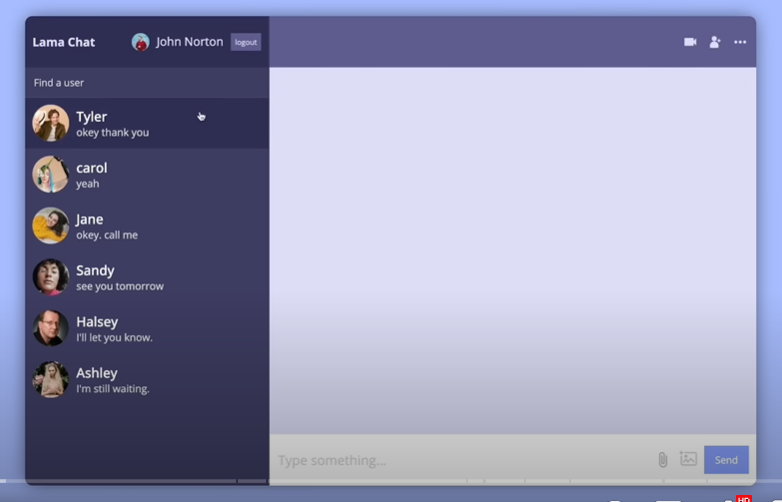 Lama Chat
John Norton
logout
Find a user
Tyler
okey thank you
carol
yeah
Jane
okey. call me
Sandy
see you tomorrow
Halsey
I'll let you know.
Ashley
I'm still waiting.
Type something...
Send
HD